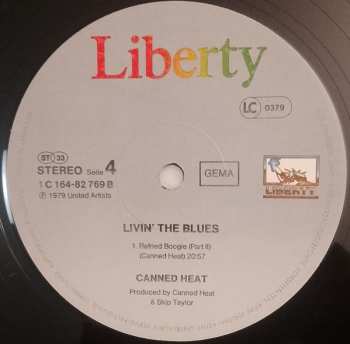 Liberty
LC 0379
ST 33
STEREO Seite 4
1 C 164-82 769 B
℗ 1979 United Artists
GEMA
LIBERTY
LIVIN' THE BLUES
1. Refried Boogie (Part II)
(Canned Heat) 20:57
CANNED HEAT
Produced by Canned Heat
& Skip Taylor